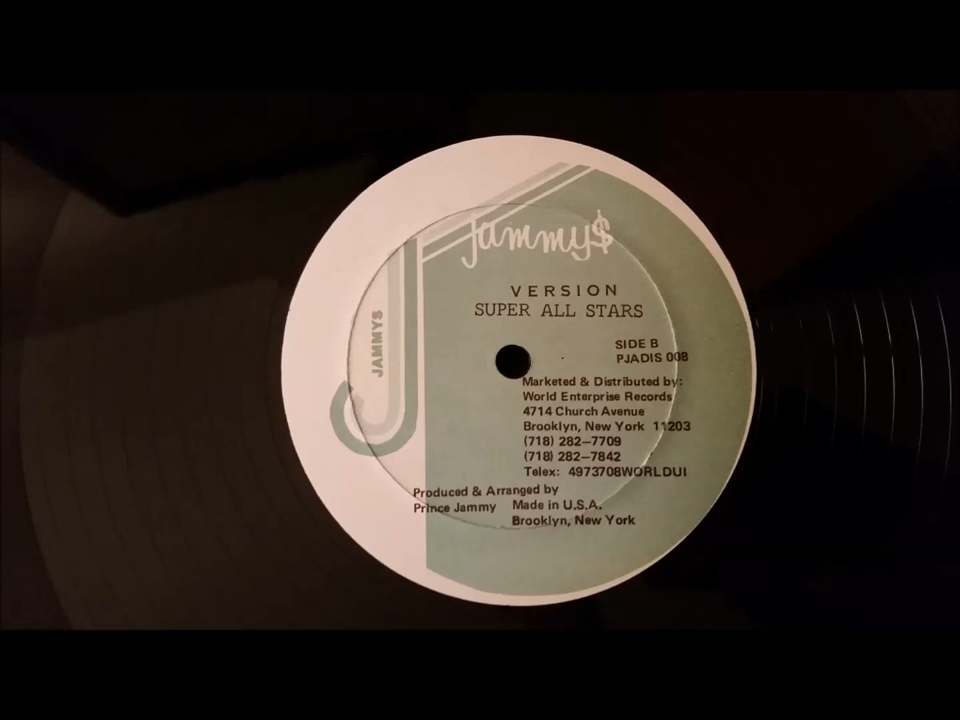 jammy$
JAMMYS
VERSION
SUPER ALL STARS
SIDE B
PJADIS 008
Marketed & Distributed by:
World Enterprise Records
4714 Church Avenue
Brooklyn, New York 11203
(718) 282-7709
(718) 282-7842
Telex: 4973708WORLDUI
Produced & Arranged by
Prince Jammy
Made in U.S.A.
Brooklyn, New York